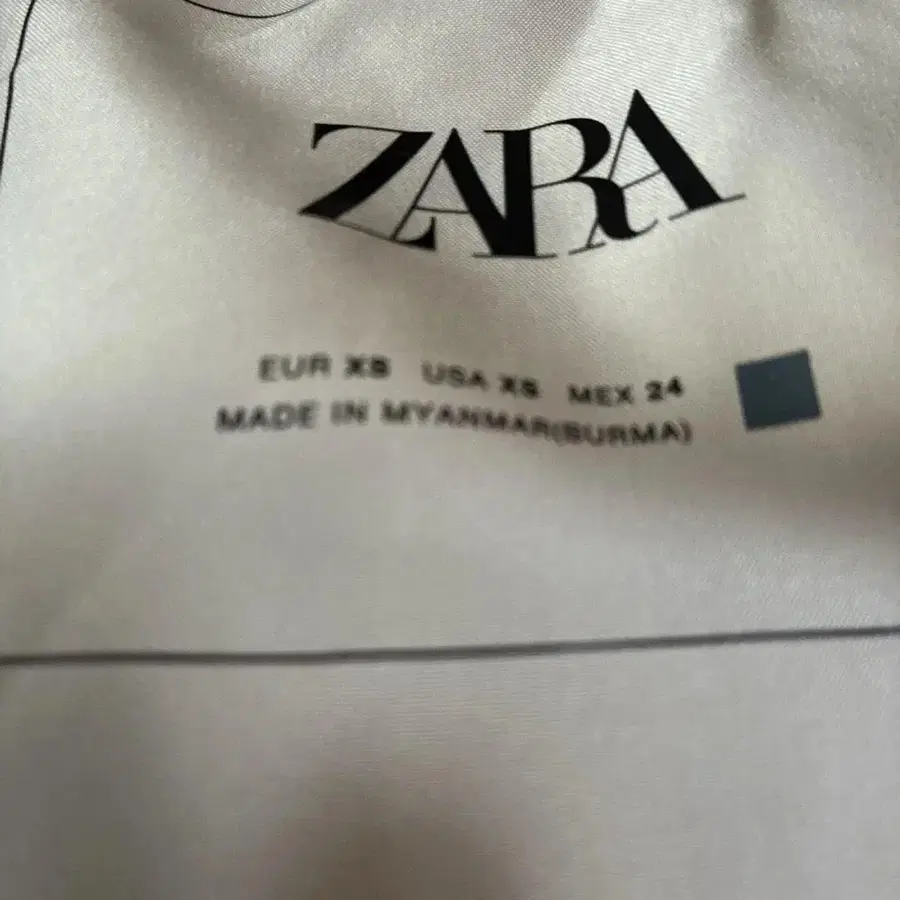 ZARA
EUR XS USA XS MEX 24
MADE IN MYANMAR(BURMA)